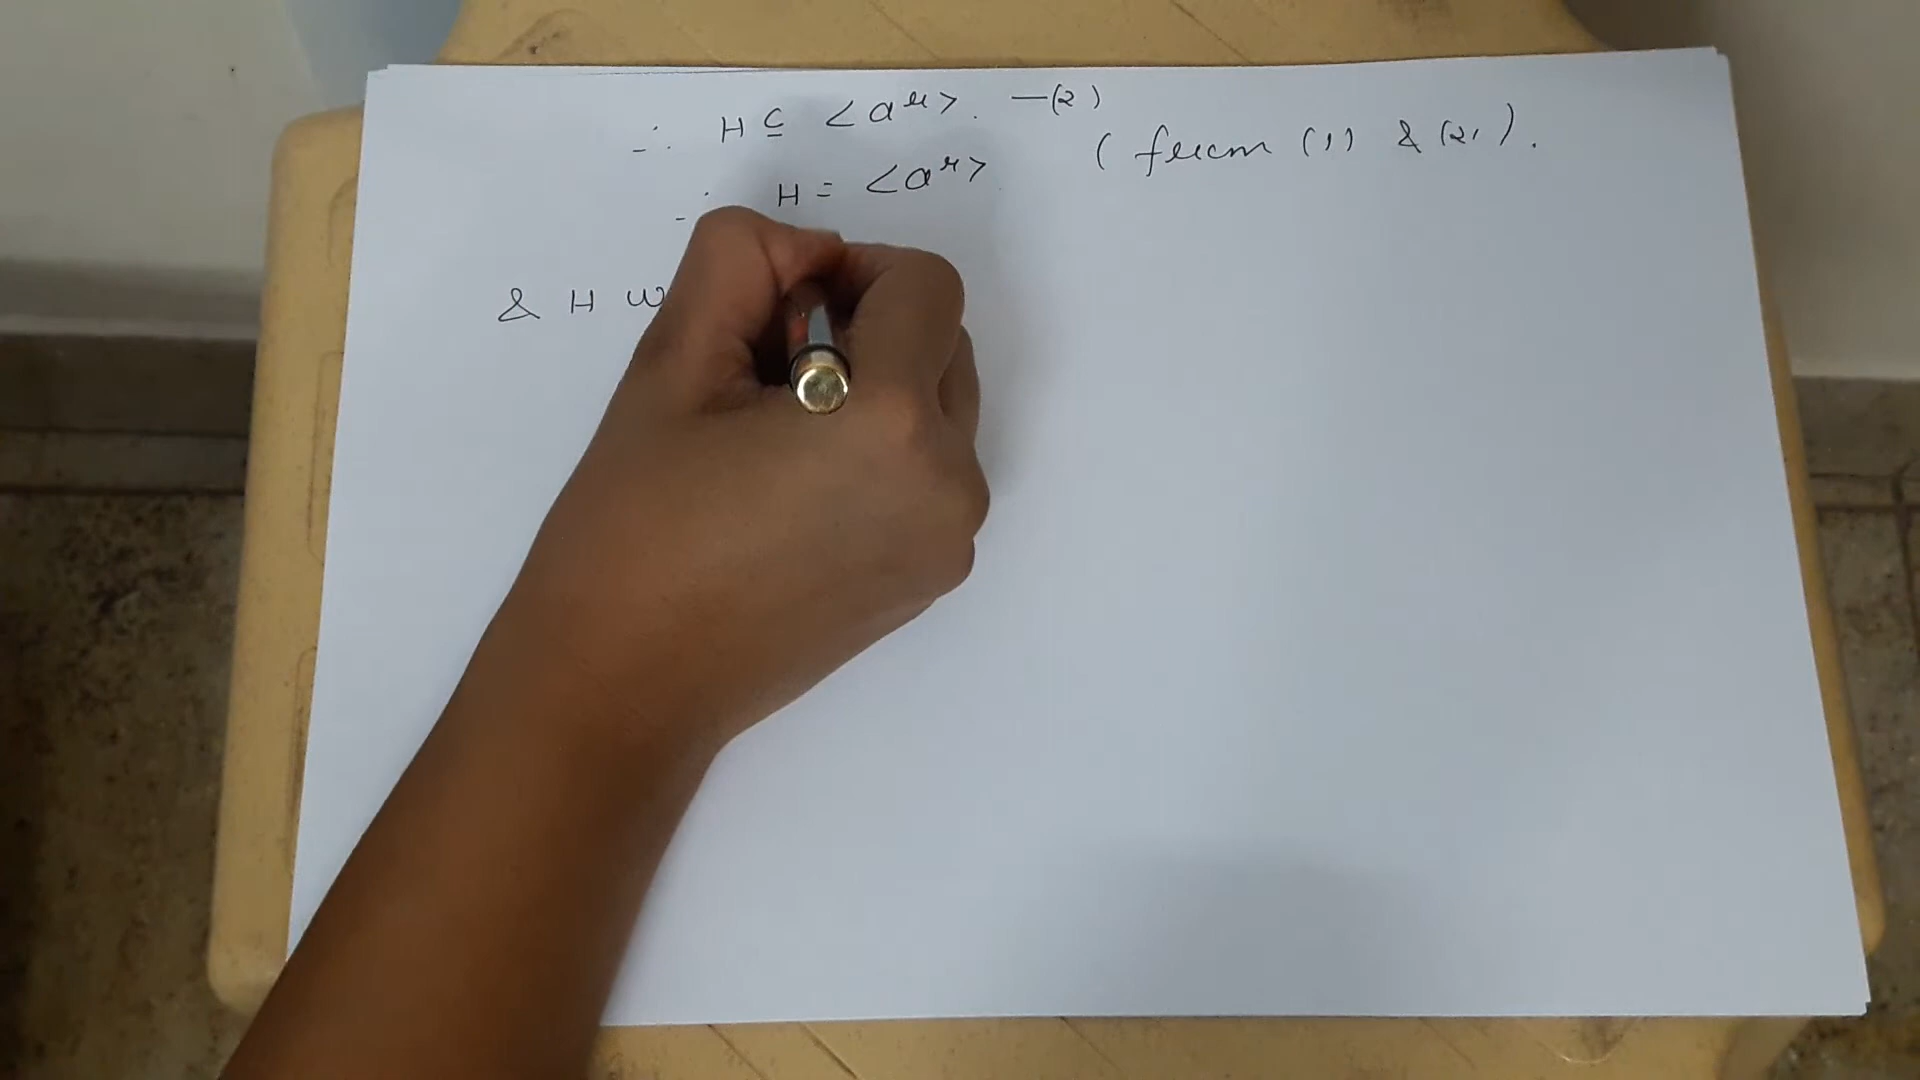 ∴ H ⊆ <a^r>. —(2)
∴ H = <a^r> (from (1) & (2)).
& H w